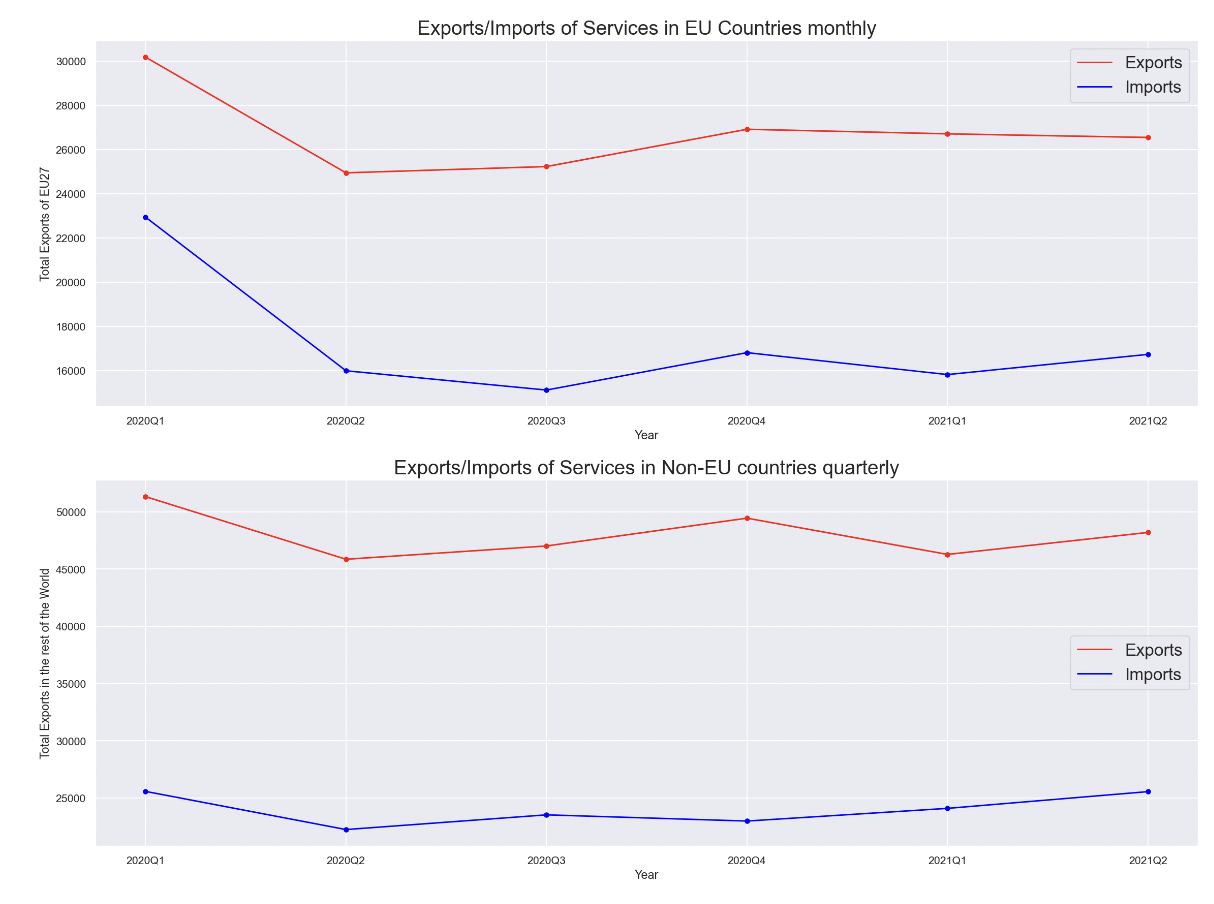 Exports/Imports of Services in EU Countries monthly
Exports
Imports
30000
28000
26000
24000
22000
20000
18000
16000
Total Exports of EU27
2020Q1 2020Q2 2020Q3 2020Q4 2021Q1 2021Q2
Year
Exports/Imports of Services in Non-EU countries quarterly
Exports
Imports
50000
45000
40000
35000
30000
25000
Total Exports in the rest of the World
2020Q1 2020Q2 2020Q3 2020Q4 2021Q1 2021Q2
Year